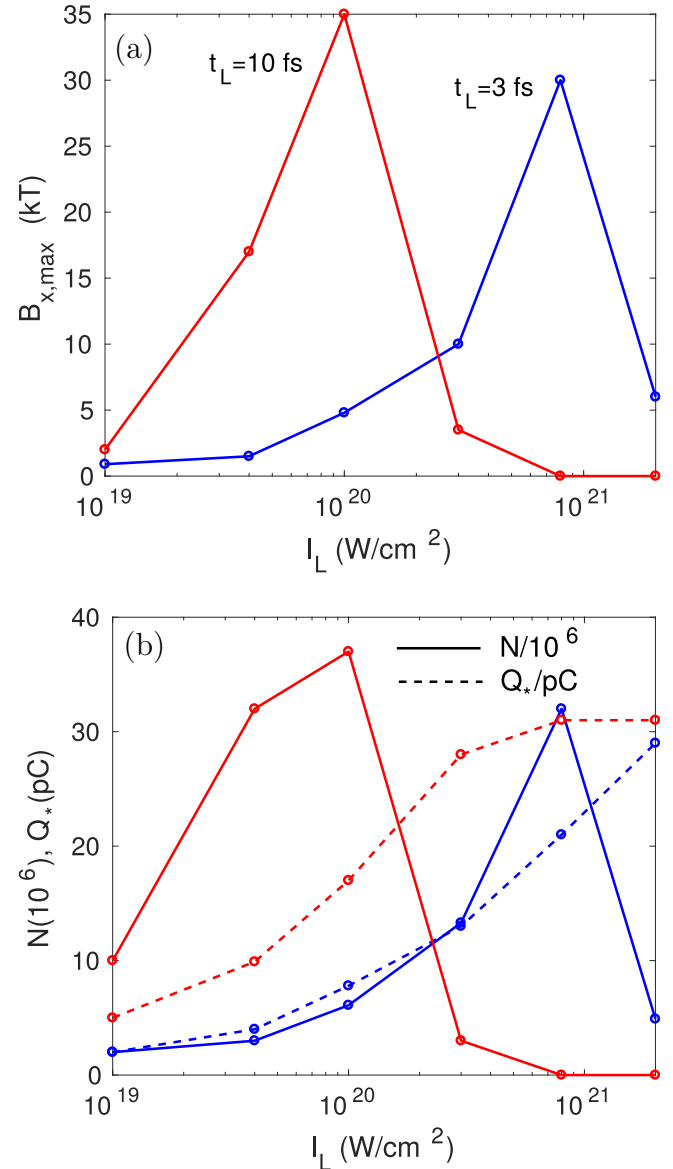 (a)
t_L=10 fs
t_L=3 fs
B_x,max (kT)
35
30
25
20
15
10
5
0
10^19
10^20
10^21
I_L (W/cm^2)
(b)
N/10^6
Q_*/pC
N(10^6), Q_*(pC)
40
30
20
10
0
10^19
10^20
10^21
I_L (W/cm^2)